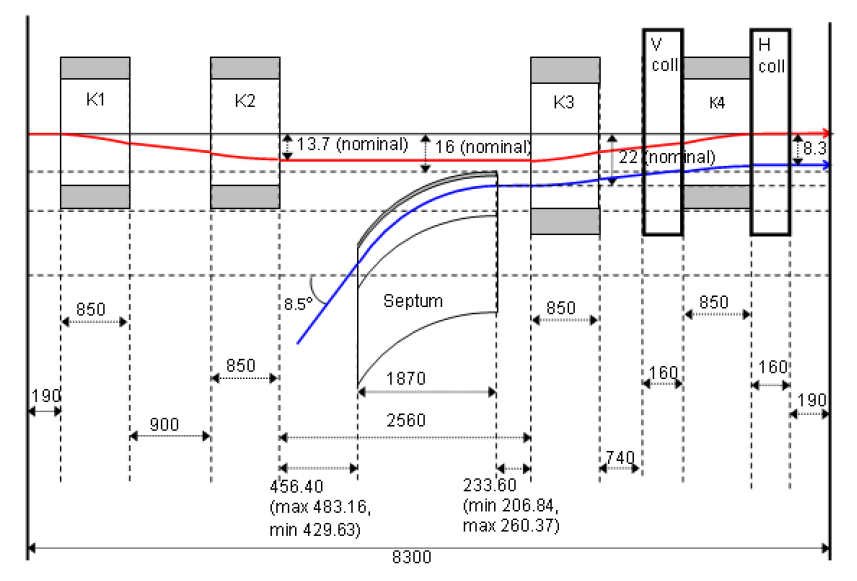 V
coll
H
coll
K1
K2
K3
K4
13.7 (nominal)
16 (nominal)
22 (nominal)
8.3
8.5°
Septum
850
850
850
850
1870
160
160
190
190
900
2560
740
456.40
(max 483.16,
min 429.63)
233.60
(min 206.84,
max 260.37)
8300